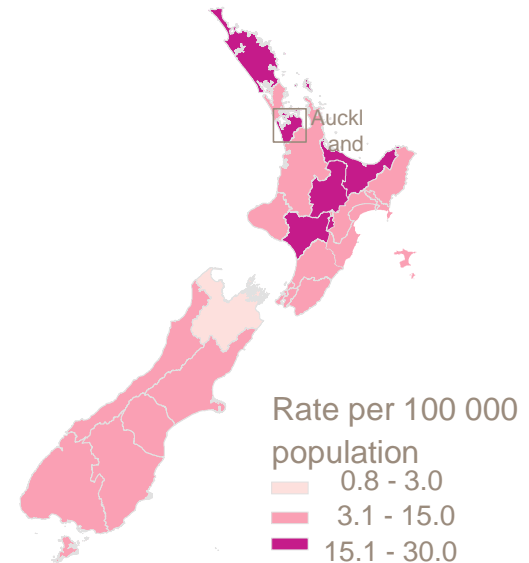 Auckl
and
Rate per 100 000
population
0.8 - 3.0
3.1 - 15.0
15.1 - 30.0